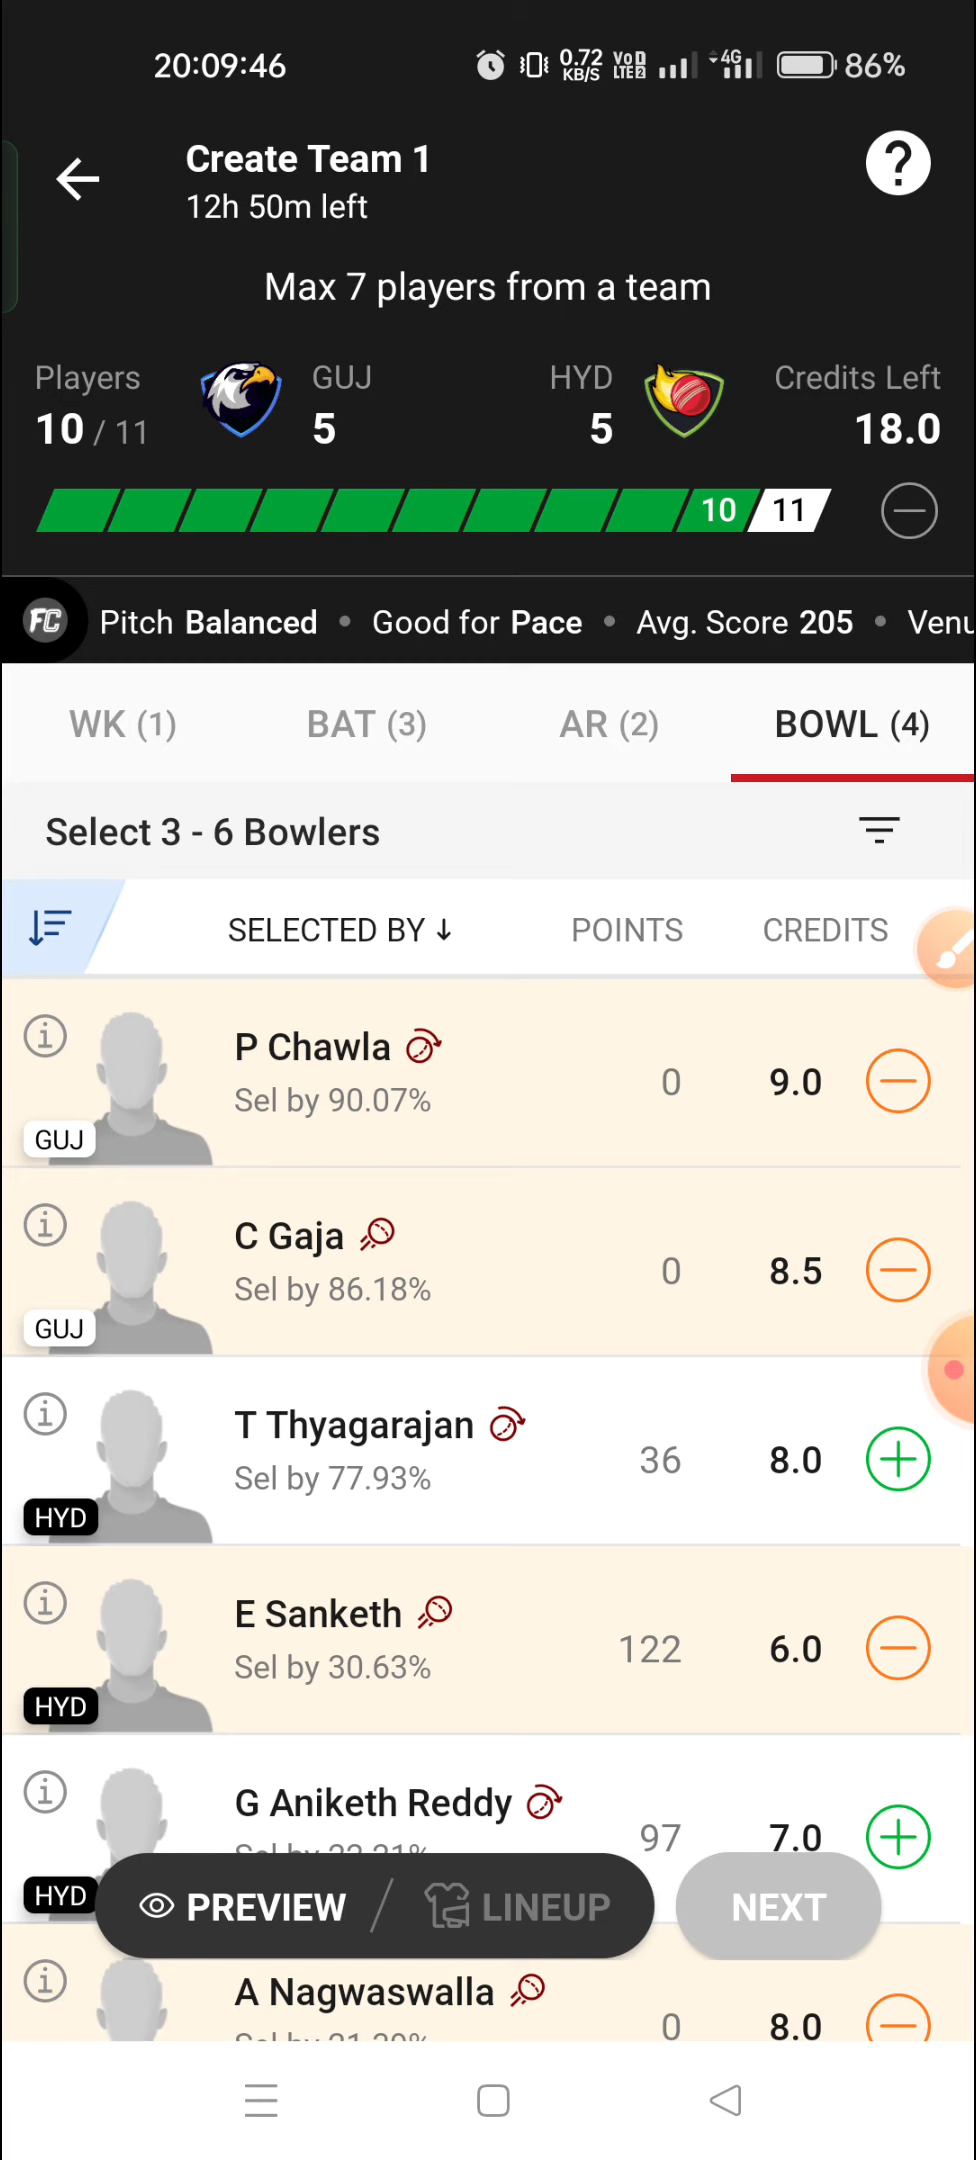 20:09:46
0.72 KB/S VoD LTE2 4G 86%
Create Team 1
12h 50m left
Max 7 players from a team
Players GUJ HYD Credits Left
10 / 11 5 5 18.0
10 11
FC Pitch Balanced • Good for Pace • Avg. Score 205 • Venu
WK (1) BAT (3) AR (2) BOWL (4)
Select 3 - 6 Bowlers
SELECTED BY ↓ POINTS CREDITS
P Chawla
Sel by 90.07% 0 9.0
GUJ
C Gaja
Sel by 86.18% 0 8.5
GUJ
T Thyagarajan
Sel by 77.93% 36 8.0
HYD
E Sanketh
Sel by 30.63% 122 6.0
HYD
G Aniketh Reddy
97 7.0
HYD
PREVIEW / LINEUP NEXT
A Nagwaswalla
0 8.0